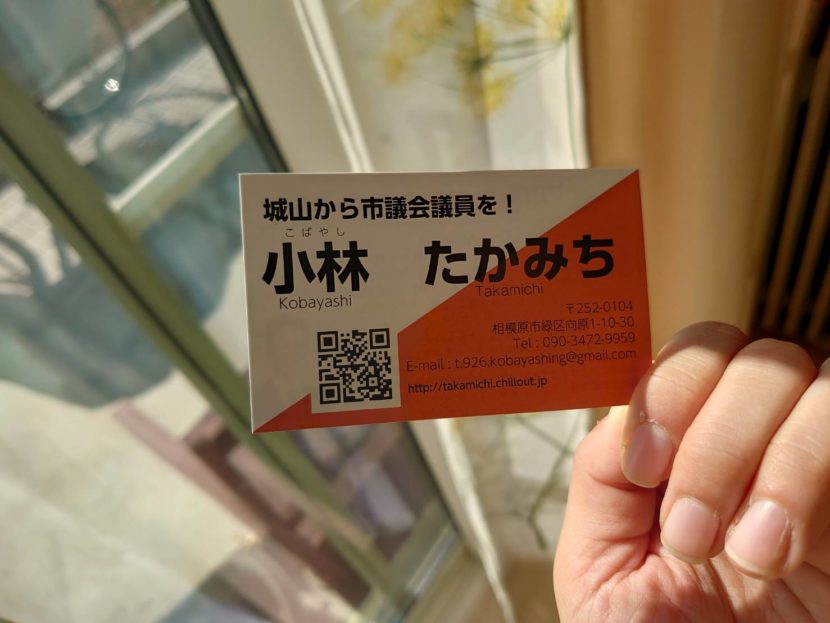 城山から市議会議員を！
こばやし
小林 たかみち
Kobayashi Takamichi
〒252-0104
相模原市緑区向原1-10-30
Tel : 090-3472-9959
E-mail : t.926.kobayashing@gmail.com
http://takamichi.chillout.jp